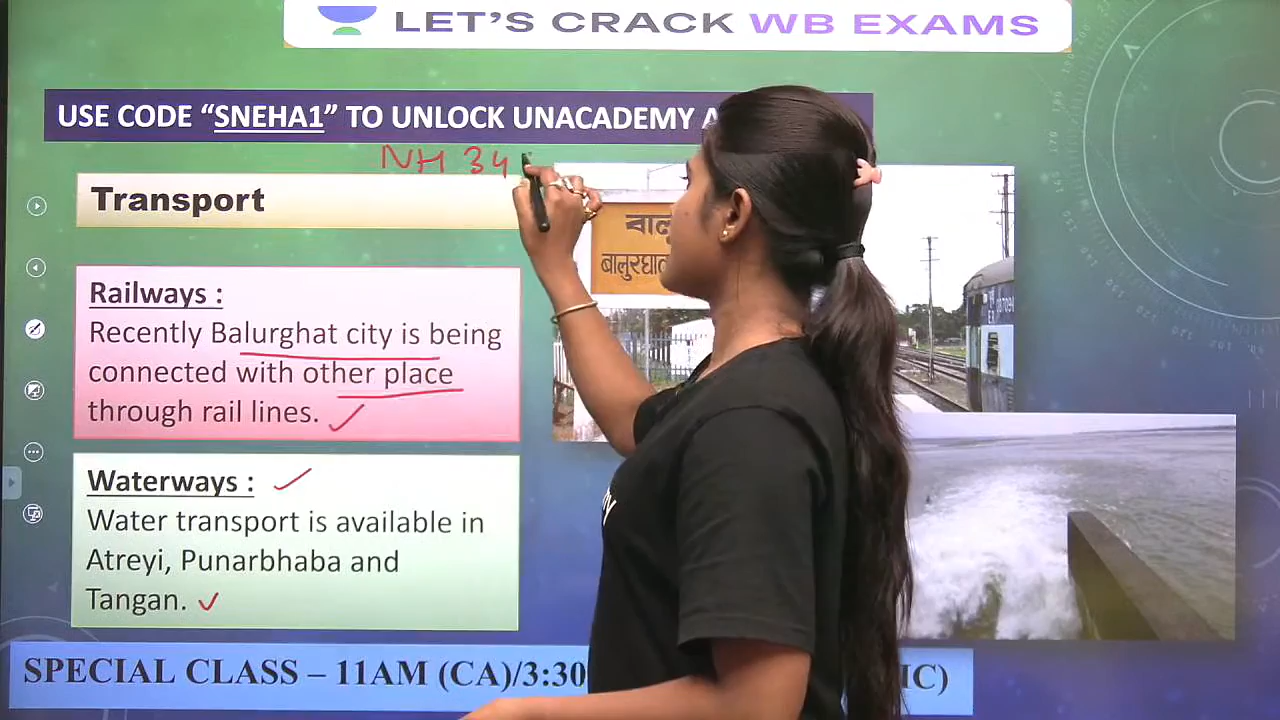 LET'S CRACK WB EXAMS
USE CODE “SNEHA1” TO UNLOCK UNACADEMY
NH 34
Transport
Railways :
Recently Balurghat city is being
connected with other place
through rail lines.
Waterways :
Water transport is available in
Atreyi, Punarbhaba and
Tangan.
SPECIAL CLASS – 11AM (CA)/3:30